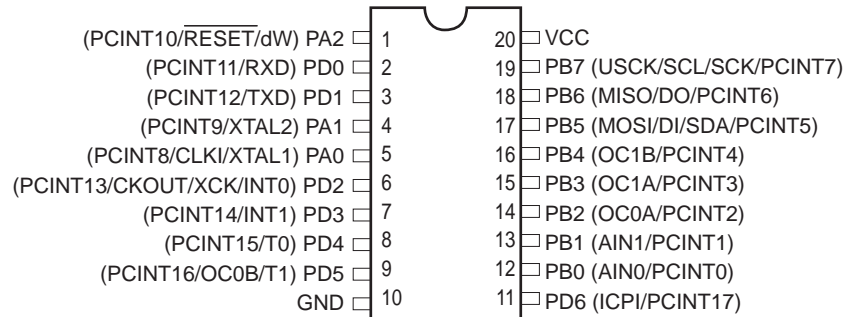 (PCINT10/RESET/dW) PA2 1 20 VCC
(PCINT11/RXD) PD0 2 19 PB7 (USCK/SCL/SCK/PCINT7)
(PCINT12/TXD) PD1 3 18 PB6 (MISO/DO/PCINT6)
(PCINT9/XTAL2) PA1 4 17 PB5 (MOSI/DI/SDA/PCINT5)
(PCINT8/CLKI/XTAL1) PA0 5 16 PB4 (OC1B/PCINT4)
(PCINT13/CKOUT/XCK/INT0) PD2 6 15 PB3 (OC1A/PCINT3)
(PCINT14/INT1) PD3 7 14 PB2 (OC0A/PCINT2)
(PCINT15/T0) PD4 8 13 PB1 (AIN1/PCINT1)
(PCINT16/OC0B/T1) PD5 9 12 PB0 (AIN0/PCINT0)
GND 10 11 PD6 (ICPI/PCINT17)